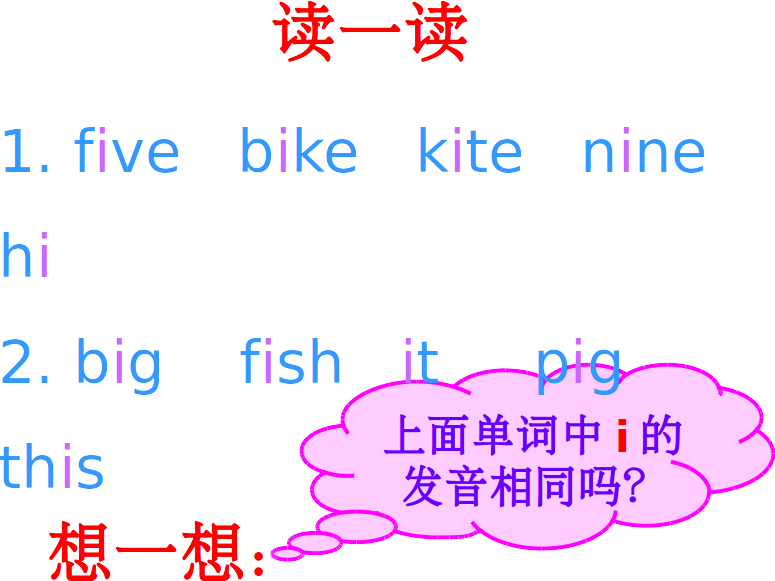 读一读
1. five bike kite nine
hi
2. big fish it pig
this
上面单词中 i 的
发音相同吗?
想一想: